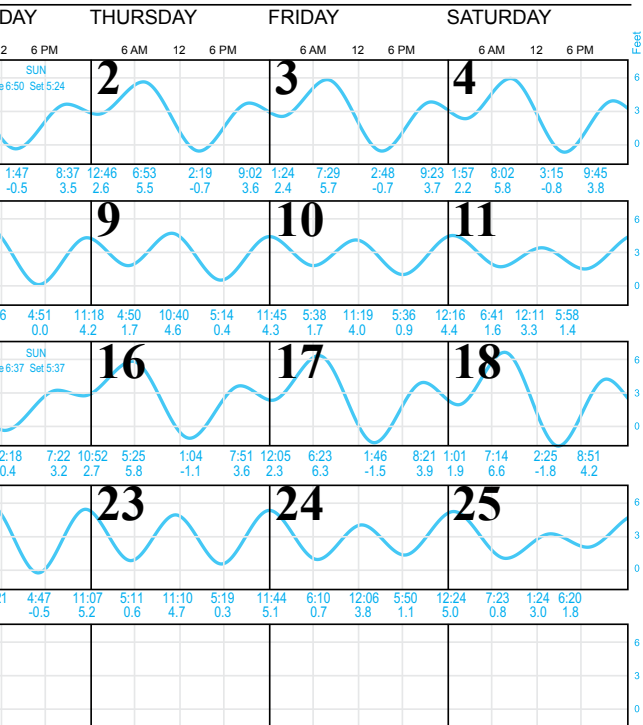 DAY THURSDAY FRIDAY SATURDAY
2 6 PM 6 AM 12 6 PM 6 AM 12 6 PM 6 AM 12 6 PM Feet
SUN 2 3 4 6
e 6:50 Set 5:24
3
0
1:47 8:37 12:46 6:53 2:19 9:02 1:24 7:29 2:48 9:23 1:57 8:02 3:15 9:45
-0.5 3.5 2.6 5.5 -0.7 3.6 2.4 5.7 -0.7 3.7 2.2 5.8 -0.8 3.8
9 10 11 6
3
0
6 4:51 11:18 4:50 10:40 5:14 11:45 5:38 11:19 5:36 12:16 6:41 12:11 5:58
0.0 4.2 1.7 4.6 0.4 4.3 1.7 4.0 0.9 4.4 1.6 3.3 1.4
SUN 16 17 18 6
e 6:37 Set 5:37
3
0
2:18 7:22 10:52 5:25 1:04 7:51 12:05 6:23 1:46 8:21 1:01 7:14 2:25 8:51
0.4 3.2 2.7 5.8 -1.1 3.6 2.3 6.3 -1.5 3.9 1.9 6.6 -1.8 4.2
23 24 25 6
3
0
21 4:47 11:07 5:11 11:10 5:19 11:44 6:10 12:06 5:50 12:24 7:23 1:24 6:20
-0.5 5.2 0.6 4.7 0.3 5.1 0.7 3.8 1.1 5.0 0.8 3.0 1.8
6
3
0